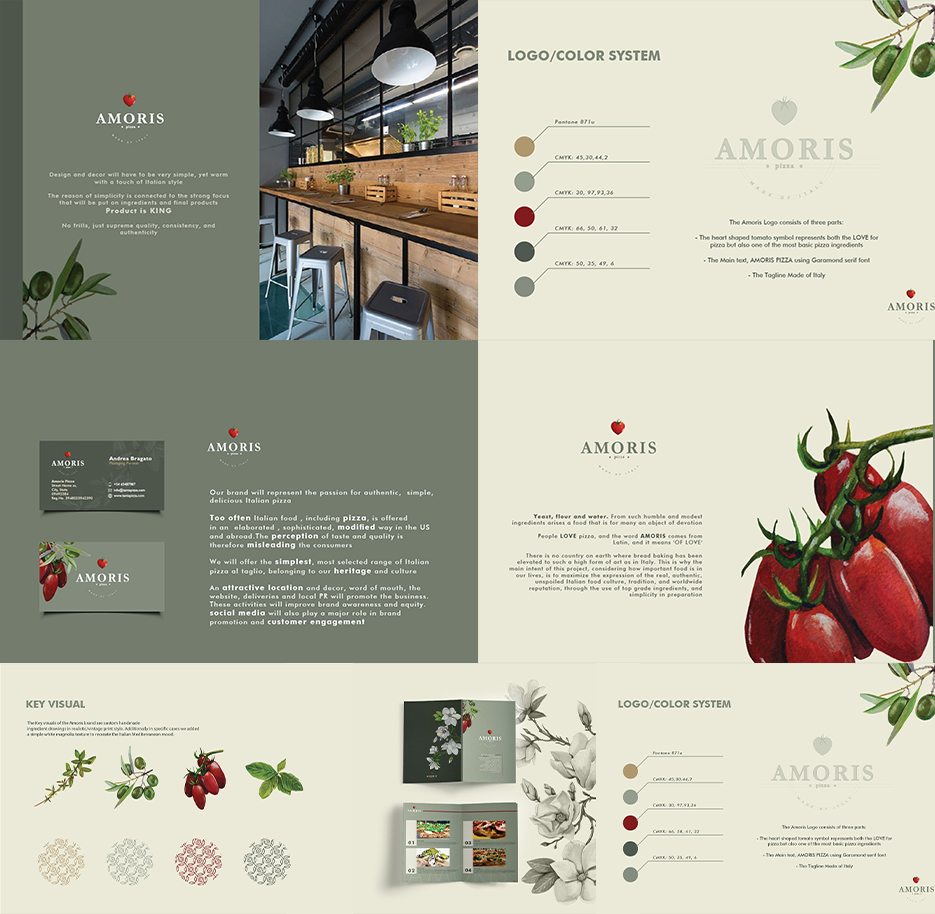 AMORIS
pizza
MADE OF ITALY
Design and decor will have to be very simple, yet warm
with a touch of Italian style
The reason of simplicity is connected to the strong focus
that will be put on ingredients and final products
Product is KING
No frills, just supreme quality, consistency, and
authenticity
LOGO/COLOR SYSTEM
Pantone 871u
CMYK: 45,30,44,2
CMYK: 30, 97,93,36
CMYK: 66, 50, 61, 32
CMYK: 50, 35, 49, 6
AMORIS
pizza
MADE OF ITALY
The Amoris Logo consists of three parts:
- The heart shaped tomato symbol represents both the LOVE for
pizza but also one of the most basic pizza ingredients
- The Main text, AMORIS PIZZA using Garamond serif font
- The Tagline Made of Italy
AMORIS
pizza
AMORIS
Andrea Bragato
Managing Partner
Amoris Pizza
Street Name xx,
City, State
AMORIS
pizza
AMORIS
pizza
Our brand will represent the passion for authentic,  simple,
delicious Italian pizza
Too often Italian food , including pizza, is offered
in an  elaborated , sophisticated, modified way in the US
and abroad.The perception of taste and quality is
therefore misleading the consumers
We will offer the simplest, most selected range of Italian
pizza al taglio, belonging to our heritage and culture
An attractive location and decor, word of mouth, the
website, deliveries and local PR will promote the business.
These activities will improve brand awareness and equity.
social media will also play a major role in brand
promotion and customer engagement
AMORIS
pizza
MADE OF ITALY
Yeast, flour and water. From such humble and modest
ingredients arises a food that is for many an object of devotion
People LOVE pizza, and the word AMORIS comes from
Latin, and it means 'OF LOVE'
There is no country on earth where bread baking has been
elevated to such a high form of art as in Italy. This is why the
main intent of this project, considering how important food is in
our lives, is to maximize the expression of the real, authentic,
unspoiled Italian food culture, tradition, and worldwide
reputation, through the use of top grade ingredients, and
simplicity in preparation
KEY VISUAL
The Key visuals of the Amoris brand are custom handmade
ingredient drawings in realistic/vintage print style. Additionally in specific cases we added
a simple white magnolia texture to recreate the Italian Mediterranean mood.
AMORIS
01
03
02
04
LOGO/COLOR SYSTEM
Pantone 871u
CMYK: 45,30,44,2
CMYK: 30, 97,93,36
CMYK: 66, 50, 61, 32
CMYK: 50, 35, 49, 6
AMORIS
pizza
MADE OF ITALY
The Amoris Logo consists of three parts:
- The heart shaped tomato symbol represents both the LOVE for
pizza but also one of the most basic pizza ingredients
- The Main text, AMORIS PIZZA using Garamond serif font
- The Tagline Made of Italy
AMORIS